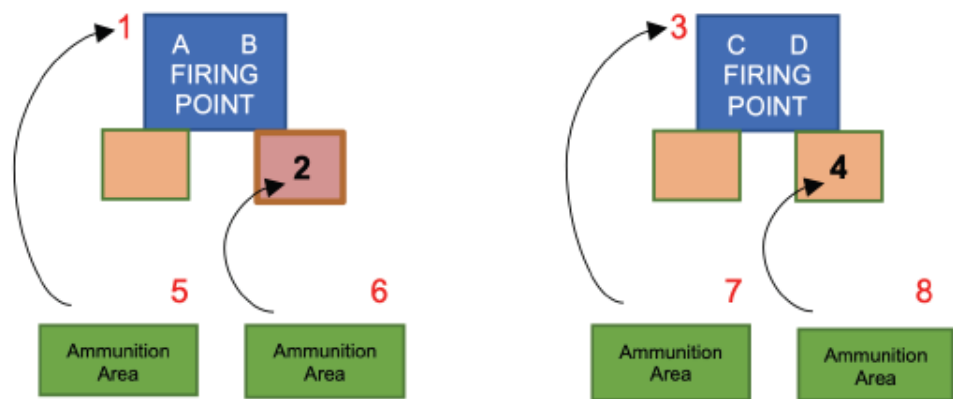 1
A B
FIRING
POINT
2
3
C D
FIRING
POINT
4
5
6
7
8
Ammunition
Area
Ammunition
Area
Ammunition
Area
Ammunition
Area